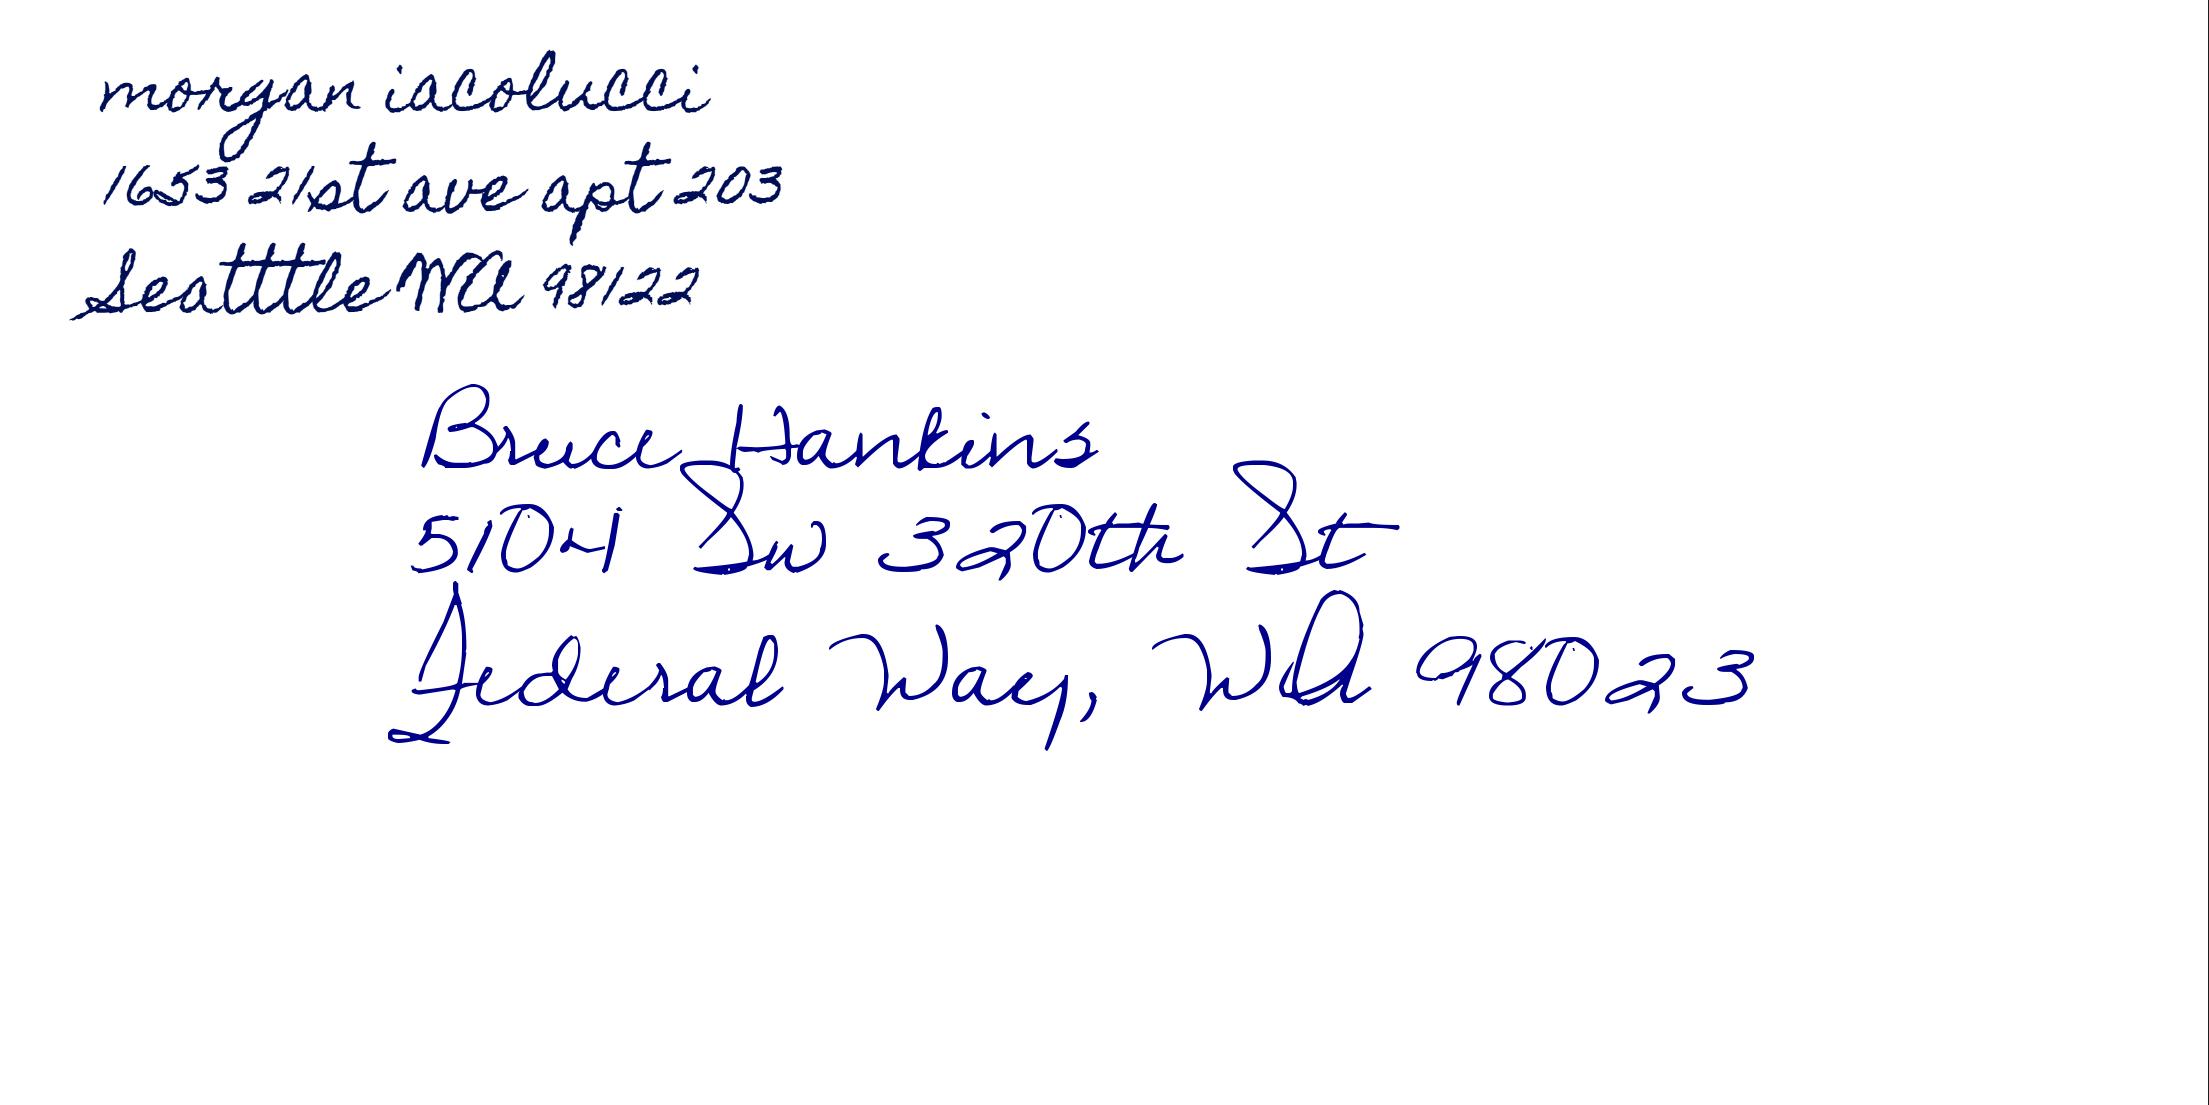 morgan iacolucci
1653 21st ave apt 203
Seatttle WA 98122
Bruce Hankins
5104 Sw 320th St
Federal Way, WA 98023